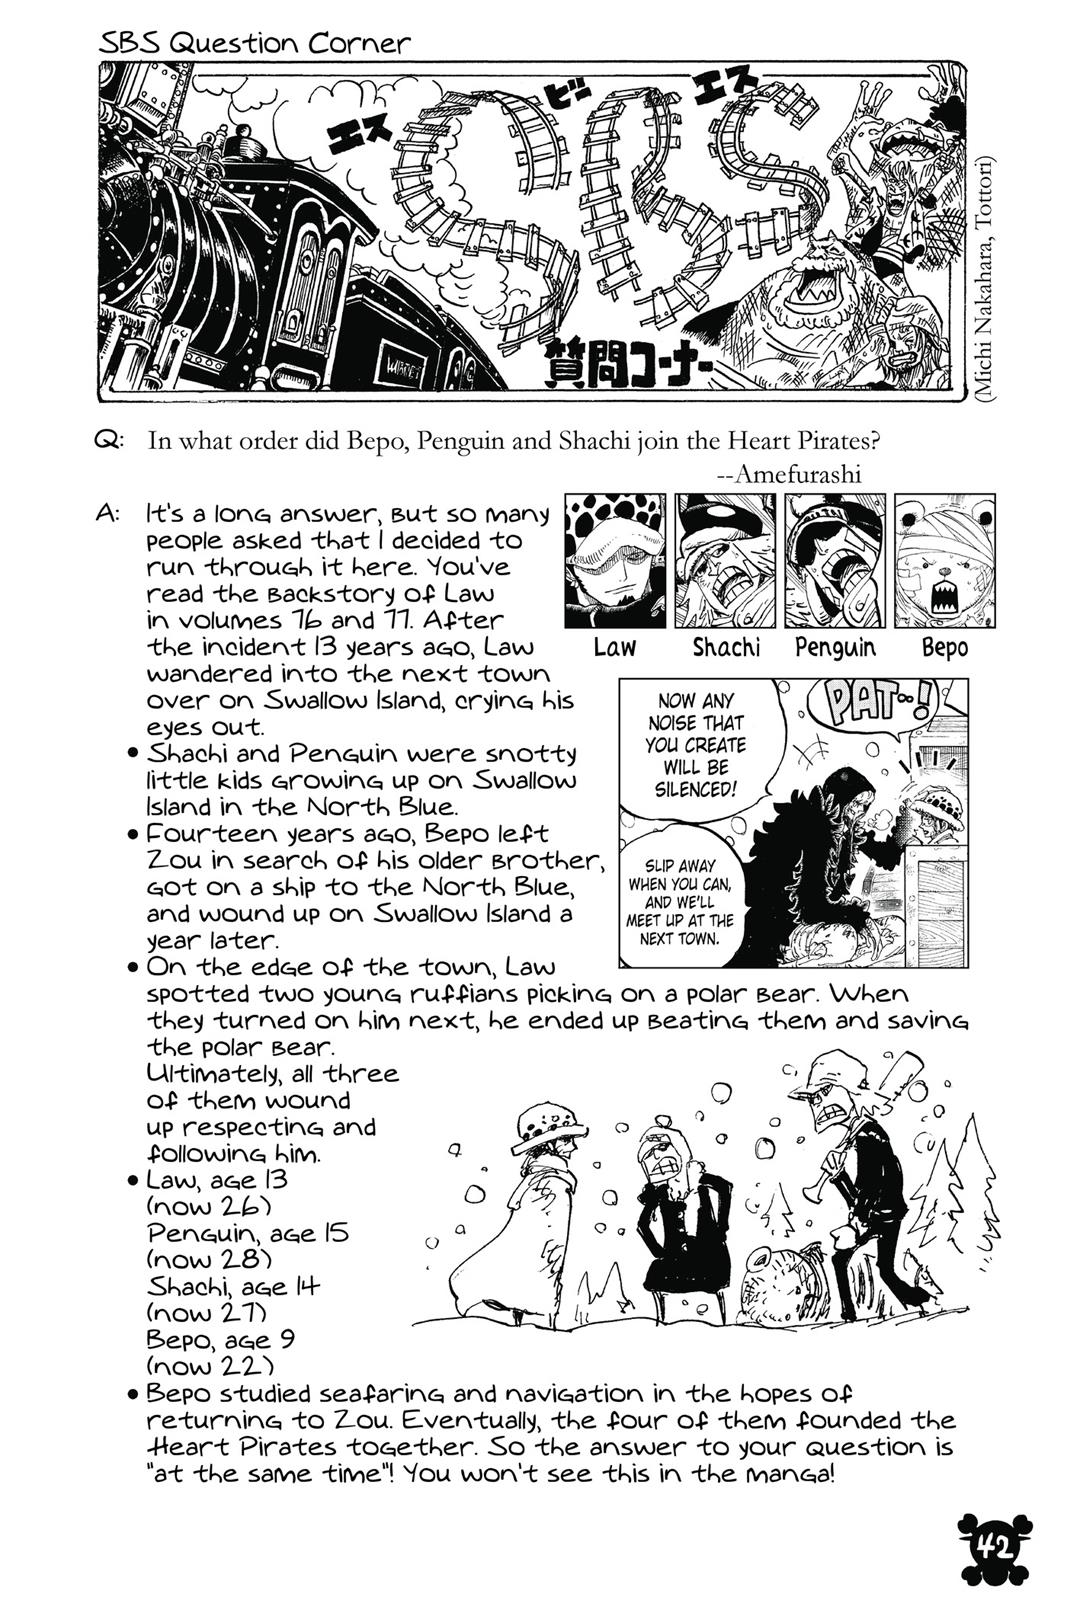 SBS Question Corner
エス
ビー
エス
質問コーナー
(Michi Nakahara, Tottori)
Q: In what order did Bepo, Penguin and Shachi join the Heart Pirates?
--Amefurashi
A: It's a long answer, but so many
people asked that I decided to
run through it here. You've
read the backstory of Law
in volumes 76 and 77. After
the incident 13 years ago, Law
wandered into the next town
over on Swallow Island, crying his
eyes out.
• Shachi and Penguin were snotty
little kids growing up on Swallow
Island in the North Blue.
• Fourteen years ago, Bepo left
Zou in search of his older brother,
got on a ship to the North Blue,
and wound up on Swallow Island a
year later.
• On the edge of the town, Law
spotted two young ruffians picking on a polar bear. When
they turned on him next, he ended up beating them and saving
the polar bear.
Ultimately, all three
of them wound
up respecting and
following him.
• Law, age 13
(now 26)
Penguin, age 15
(now 28)
Shachi, age 14
(now 27)
Bepo, age 9
(now 22)
• Bepo studied seafaring and navigation in the hopes of
returning to Zou. Eventually, the four of them founded the
Heart Pirates together. So the answer to your question is
"at the same time"! You won't see this in the manga!
Law
Shachi
Penguin
Bepo
NOW ANY
NOISE THAT
YOU CREATE
WILL BE
SILENCED!
PAT--!
SLIP AWAY
WHEN YOU CAN,
AND WE'LL
MEET UP AT THE
NEXT TOWN.
42